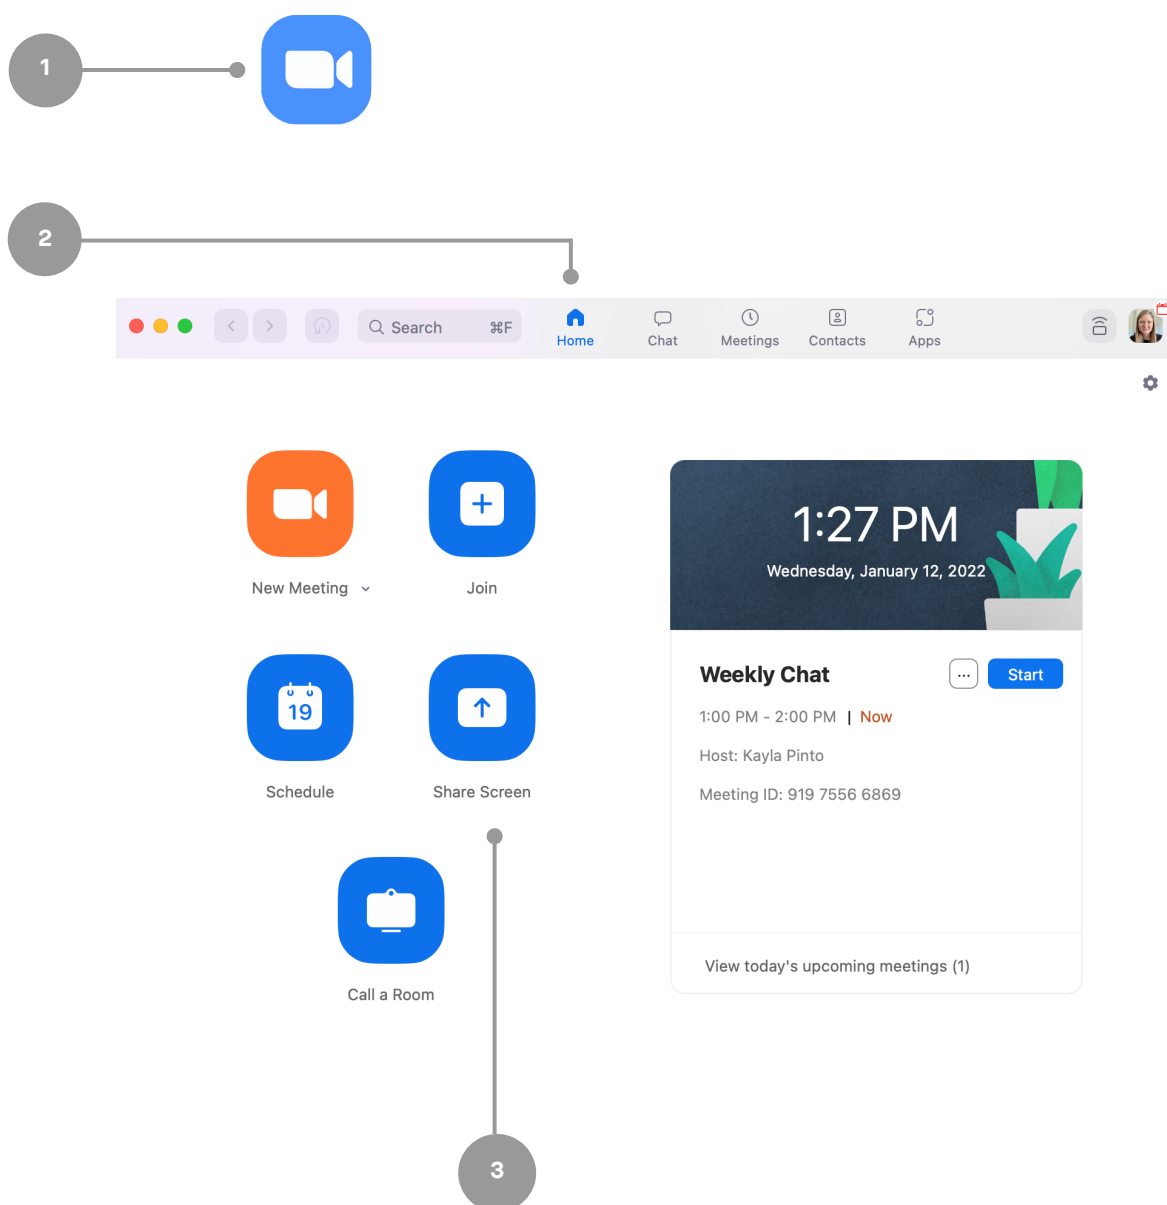 1
2
Search ⌘F
Home Chat Meetings Contacts Apps
New Meeting Join
19
Schedule Share Screen
Call a Room
1:27 PM
Wednesday, January 12, 2022
Weekly Chat ... Start
1:00 PM - 2:00 PM | Now
Host: Kayla Pinto
Meeting ID: 919 7556 6869
View today's upcoming meetings (1)
3